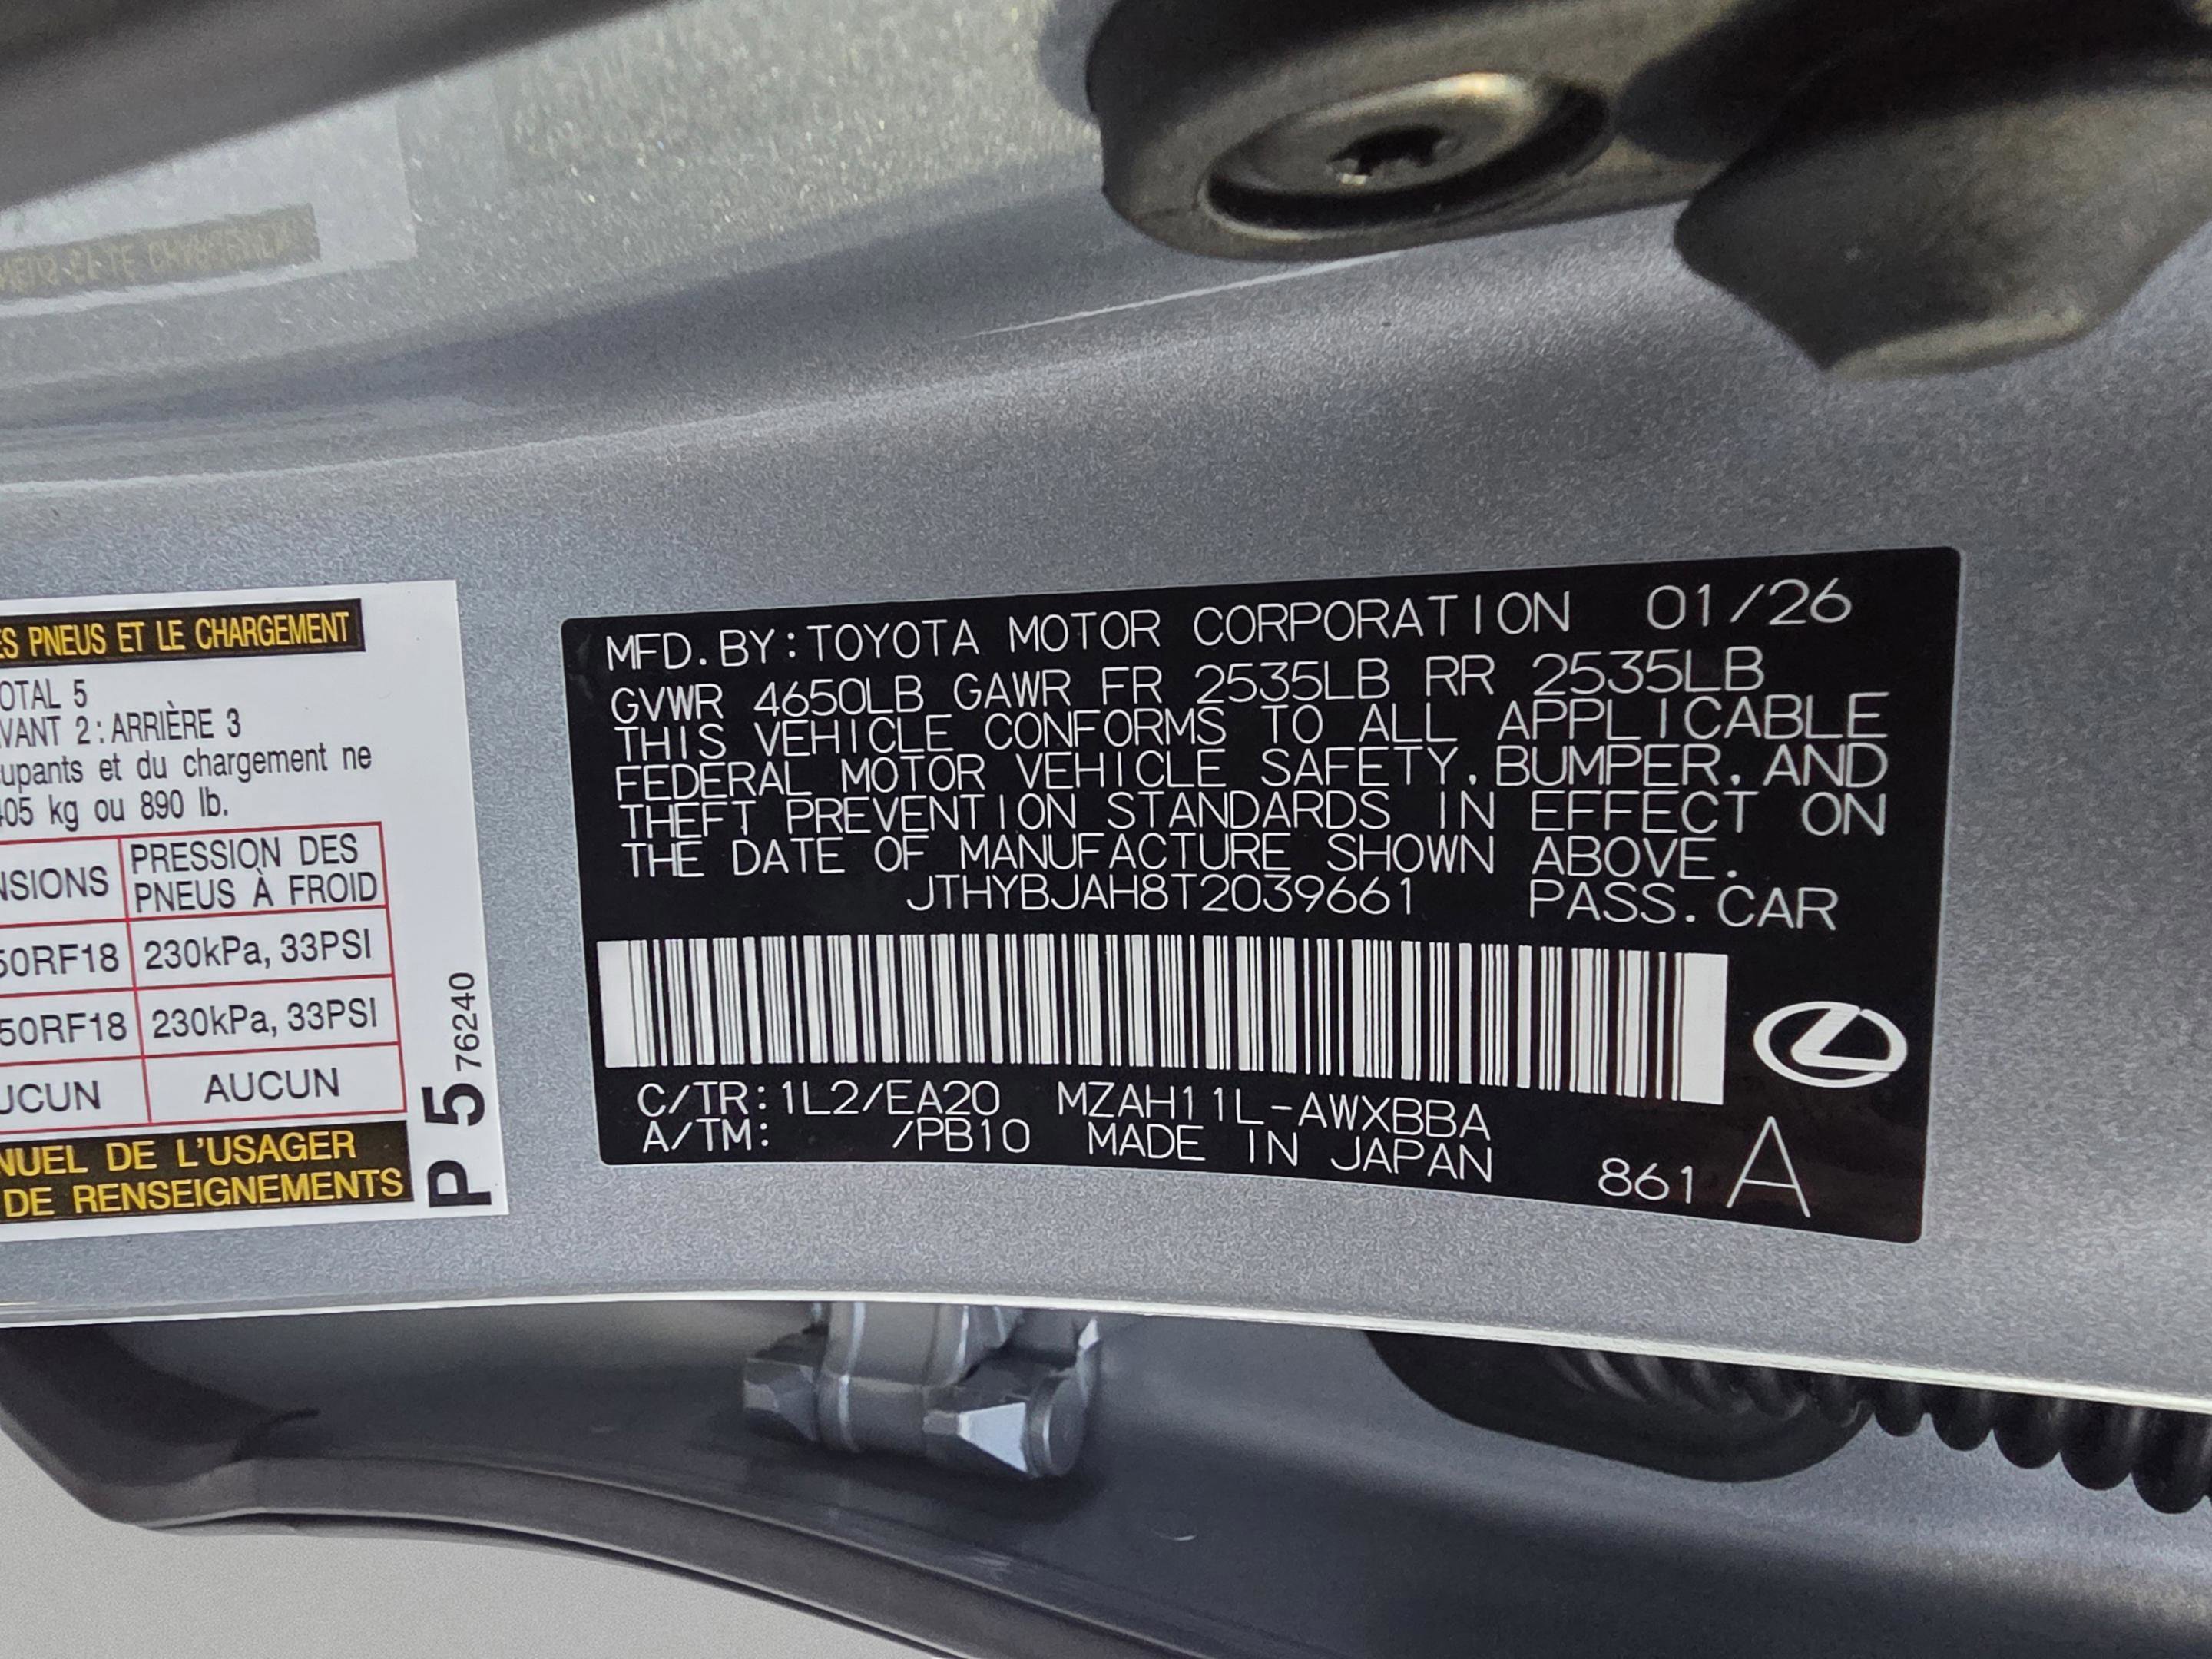 ES PNEUS ET LE CHARGEMENT
OTAL 5
VANT 2 : ARRIÈRE 3
upants et du chargement ne
405 kg ou 890 lb.
NSIONS PRESSION DES
PNEUS À FROID
50RF18 230kPa, 33PSI
50RF18 230kPa, 33PSI
UCUN AUCUN
NUEL DE L'USAGER
DE RENSEIGNEMENTS
P 5 76240
MFD. BY: TOYOTA MOTOR CORPORATION 01/26
GVWR 4650LB GAWR FR 2535LB RR 2535LB
THIS VEHICLE CONFORMS TO ALL APPLICABLE
FEDERAL MOTOR VEHICLE SAFETY, BUMPER, AND
THEFT PREVENTION STANDARDS IN EFFECT ON
THE DATE OF MANUFACTURE SHOWN ABOVE.
JTHYBJAH8T2039661 PASS. CAR
C/TR: 1L2/EA20 MZAH11L-AWXBBA
A/TM: /PB10 MADE IN JAPAN
861 A